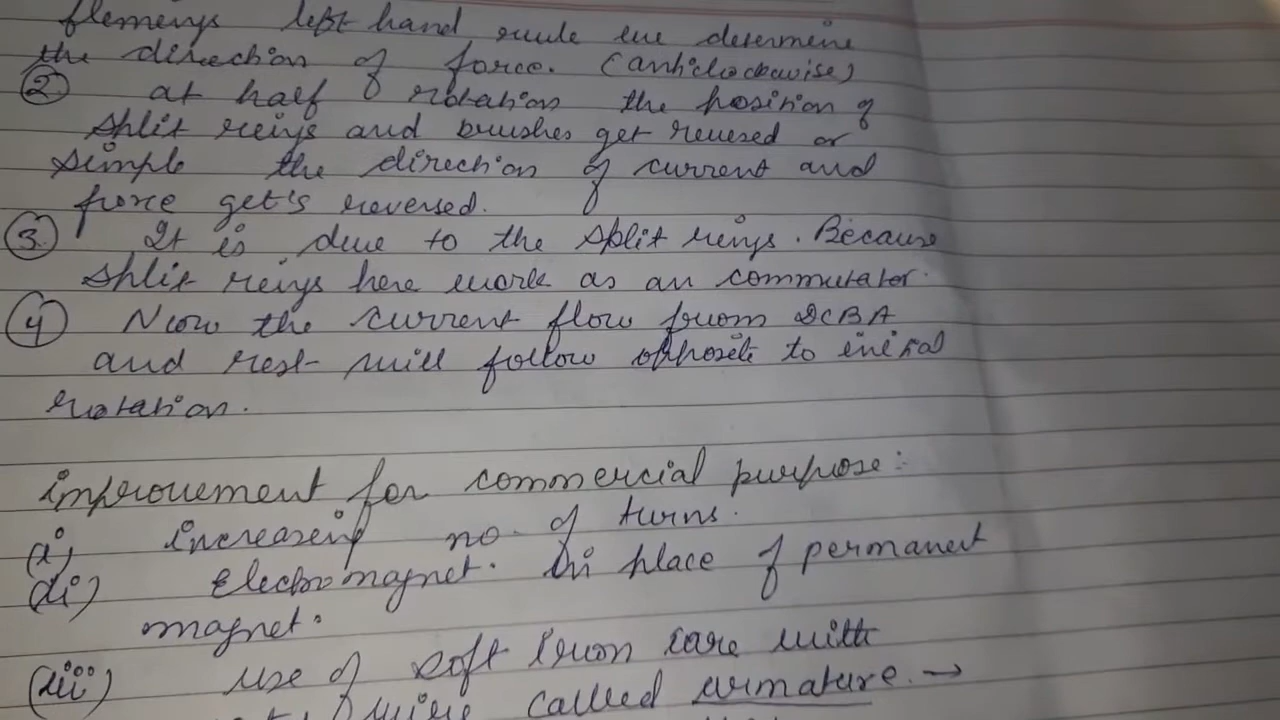 flemings left hand rule we determine
the direction of force. (anticlockwise)
② at half rotation the position of
split rings and brushes get revesed or
simple the direction of current and
force get's reversed.
③ It is due to the split rings. Because
split rings here work as an commutator.
④ Now the current flow from DCBA
and rest will follow opposite to initial
rotation.
improvement for commercial purpose:
(i) increasing no. of turns.
(ii) Electromagnet. In place of permanent
magnet.
(iii) use of soft Iron core with
called armature. →